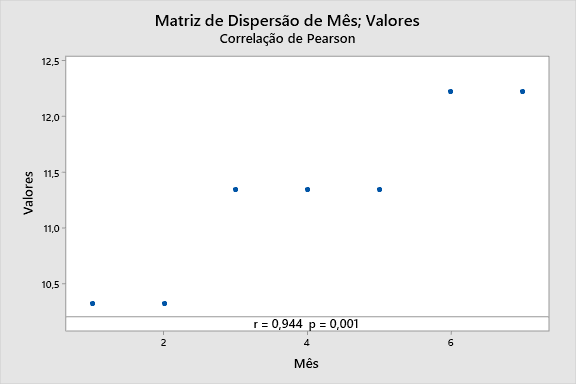 Matriz de Dispersão de Mês; Valores
Correlação de Pearson
12,5
12,0
11,5
11,0
10,5
Valores
r = 0,944 p = 0,001
2
4
6
Mês